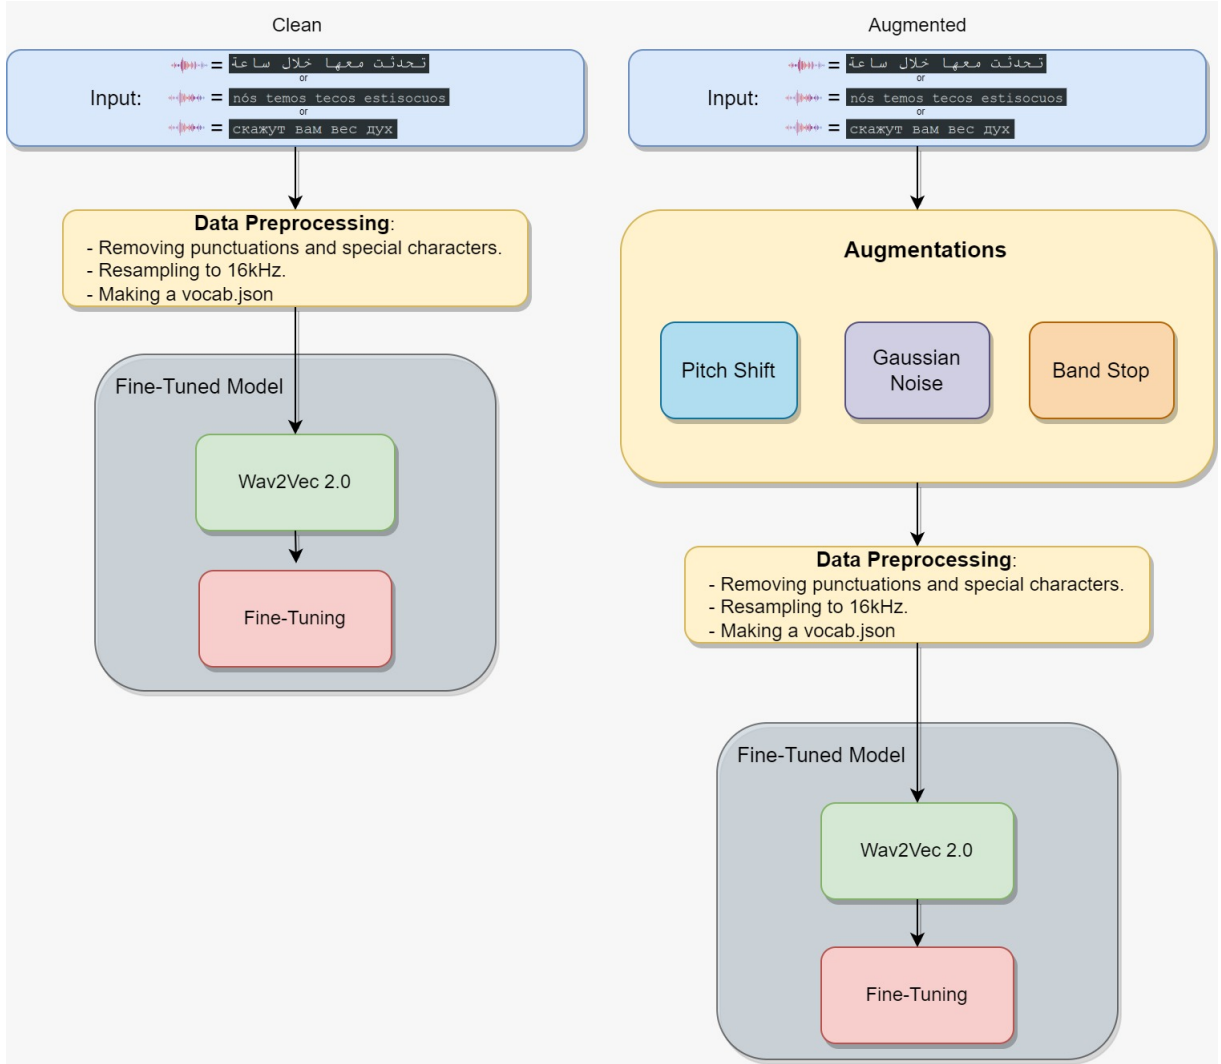 Clean
Input:
= تحدثت معها خلال ساعة
or
= nós temos tecos estisocuos
or
= скажут вам вес дух
Data Preprocessing:
- Removing punctuations and special characters.
- Resampling to 16kHz.
- Making a vocab.json
Fine-Tuned Model
Wav2Vec 2.0
Fine-Tuning
Augmented
Input:
= تحدثت معها خلال ساعة
or
= nós temos tecos estisocuos
or
= скажут вам вес дух
Augmentations
Pitch Shift
Gaussian
Noise
Band Stop
Data Preprocessing:
- Removing punctuations and special characters.
- Resampling to 16kHz.
- Making a vocab.json
Fine-Tuned Model
Wav2Vec 2.0
Fine-Tuning